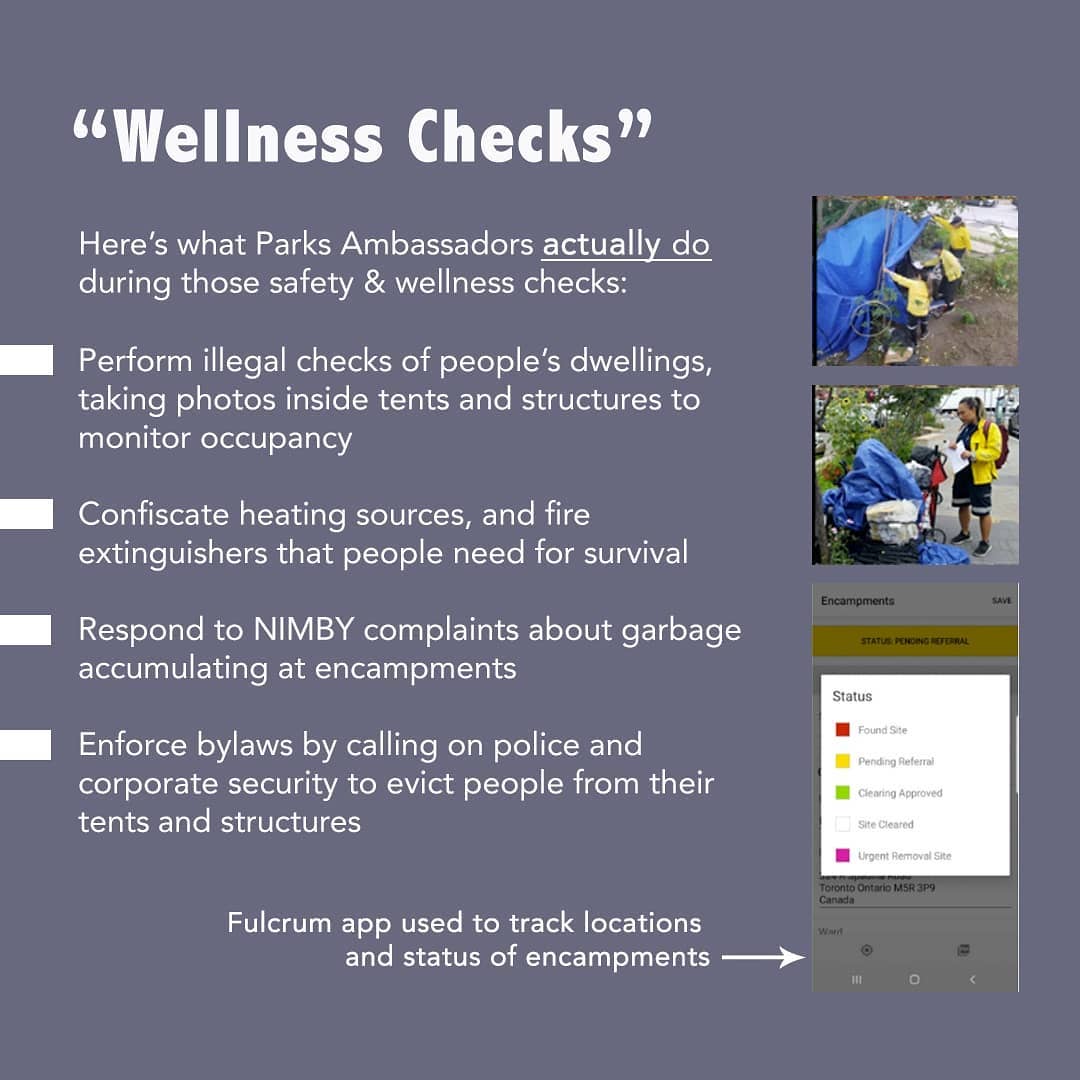 “Wellness Checks”
Here’s what Parks Ambassadors actually do
during those safety & wellness checks:
Perform illegal checks of people’s dwellings,
taking photos inside tents and structures to
monitor occupancy
Confiscate heating sources, and fire
extinguishers that people need for survival
Respond to NIMBY complaints about garbage
accumulating at encampments
Enforce bylaws by calling on police and
corporate security to evict people from their
tents and structures
Fulcrum app used to track locations
and status of encampments
Encampments SAVE
STATUS: PENDING REFERRAL
Status
Found Site
Pending Referral
Clearing Approved
Site Cleared
Urgent Removal Site
Toronto Ontario M5R 3P9
Canada
Ward